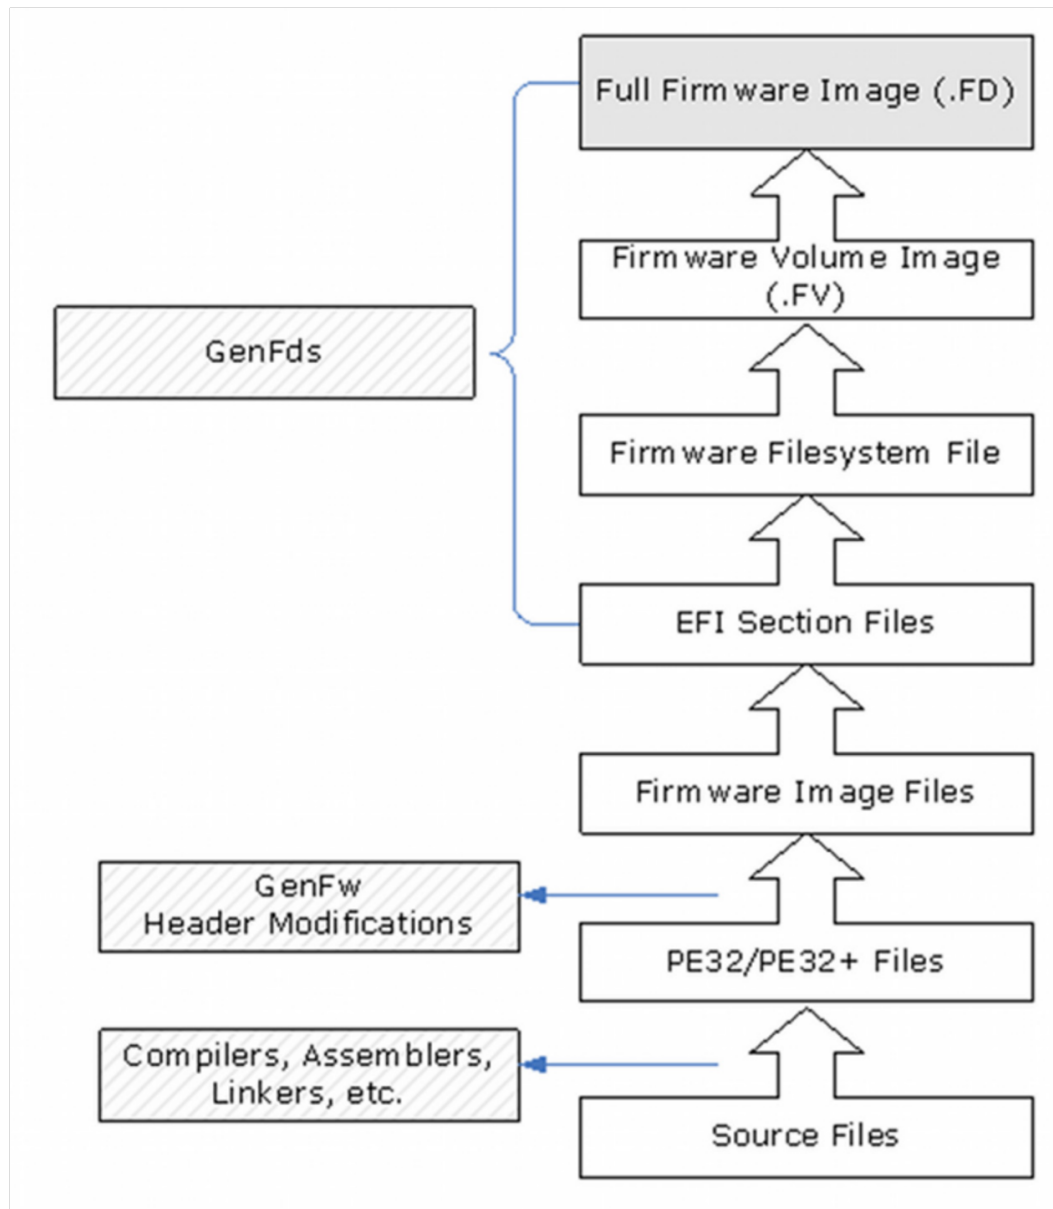 Full Firmware Image (.FD)
Firmware Volume Image
(.FV)
GenFds
Firmware Filesystem File
EFI Section Files
Firmware Image Files
GenFw
Header Modifications
PE32/PE32+ Files
Compilers, Assemblers,
Linkers, etc.
Source Files